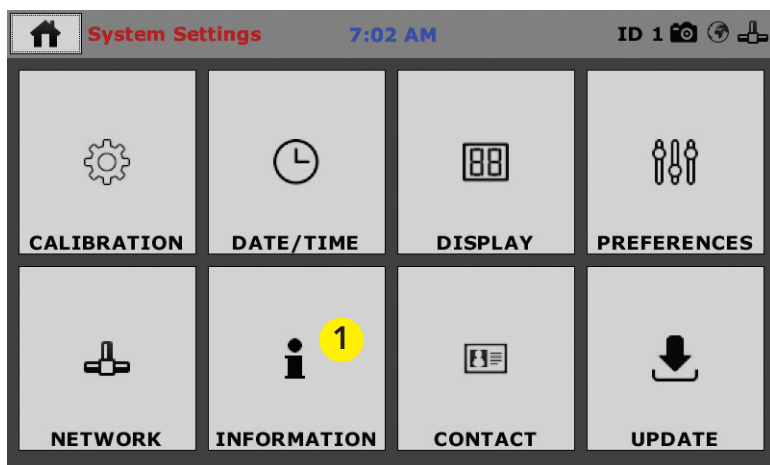 System Settings 7:02 AM ID 1
CALIBRATION DATE/TIME DISPLAY PREFERENCES
1
NETWORK INFORMATION CONTACT UPDATE